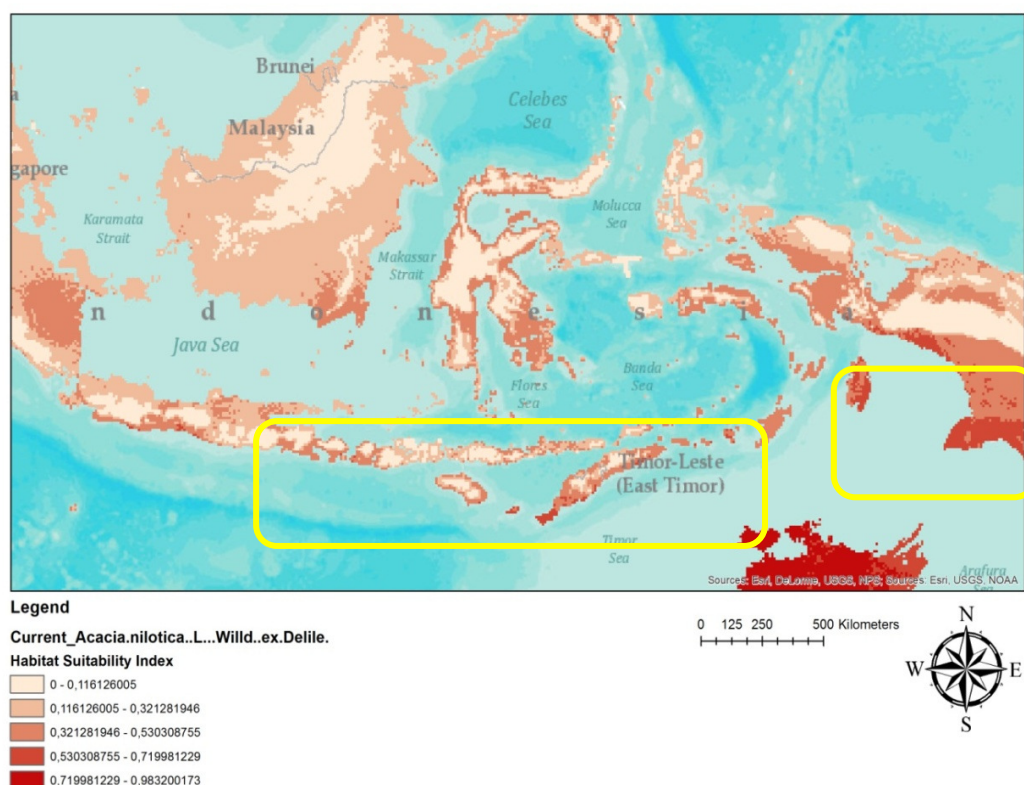 Brunei
Celebes
Sea
a
Malaysia
gapore
Karamata
Strait
Molucca
Sea
Makassar
Strait
n d o n e s i a
Java Sea
Banda
Sea
Flores
Sea
Timor-Leste
(East Timor)
Timor
Sea
Arafura
Sea
Sources: Esri, DeLorme, USGS, NPS; Sources: Esri, USGS, NOAA
Legend
Current_Acacia.nilotica..L...Willd..ex.Delile.
Habitat Suitability Index
0 - 0,116126005
0,116126005 - 0,321281946
0,321281946 - 0,530308755
0,530308755 - 0,719981229
0,719981229 - 0,983200173
0 125 250 500 Kilometers
N
W E
S